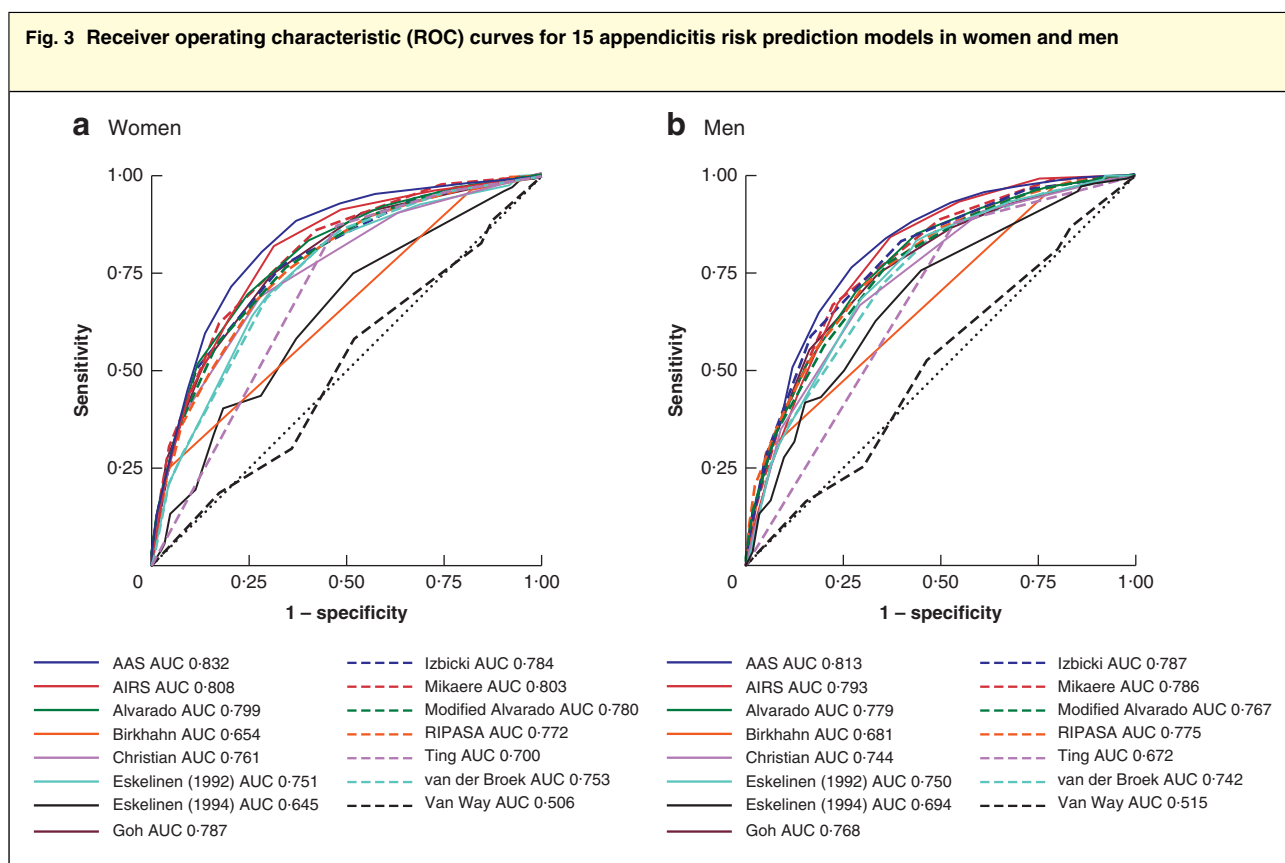 Fig. 3 Receiver operating characteristic (ROC) curves for 15 appendicitis risk prediction models in women and men
a Women
1·00
0·75
0·50
0·25
0
0·25
0·50
0·75
1·00
Sensitivity
1 – specificity
AAS AUC 0·832
AIRS AUC 0·808
Alvarado AUC 0·799
Birkhahn AUC 0·654
Christian AUC 0·761
Eskelinen (1992) AUC 0·751
Eskelinen (1994) AUC 0·645
Goh AUC 0·787
Izbicki AUC 0·784
Mikaere AUC 0·803
Modified Alvarado AUC 0·780
RIPASA AUC 0·772
Ting AUC 0·700
van der Broek AUC 0·753
Van Way AUC 0·506
b Men
1·00
0·75
0·50
0·25
0
0·25
0·50
0·75
1·00
Sensitivity
1 – specificity
AAS AUC 0·813
AIRS AUC 0·793
Alvarado AUC 0·779
Birkhahn AUC 0·681
Christian AUC 0·744
Eskelinen (1992) AUC 0·750
Eskelinen (1994) AUC 0·694
Goh AUC 0·768
Izbicki AUC 0·787
Mikaere AUC 0·786
Modified Alvarado AUC 0·767
RIPASA AUC 0·775
Ting AUC 0·672
van der Broek AUC 0·742
Van Way AUC 0·515